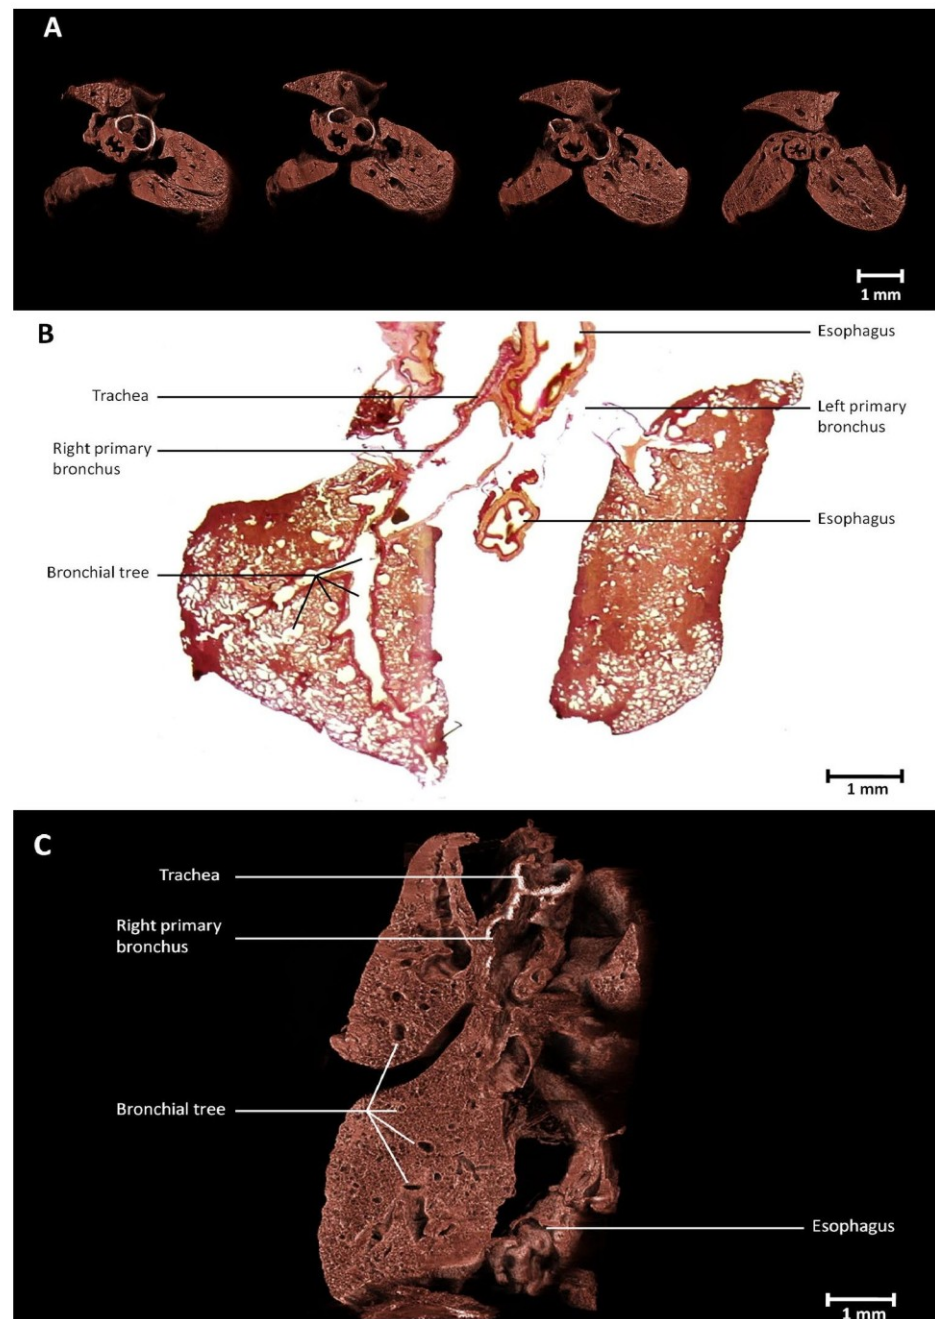 A
1 mm
B
Esophagus
Trachea
Left primary
bronchus
Right primary
bronchus
Esophagus
Bronchial tree
1 mm
C
Trachea
Right primary
bronchus
Bronchial tree
Esophagus
1 mm